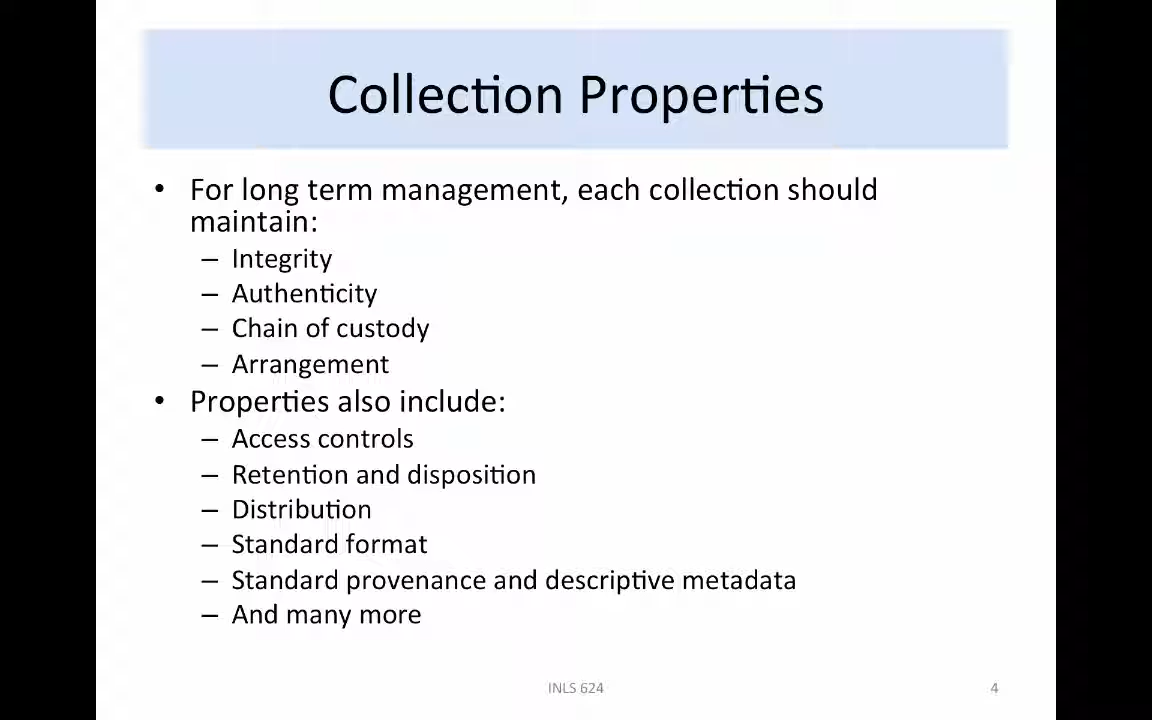 Collection Properties
• For long term management, each collection should
maintain:
– Integrity
– Authenticity
– Chain of custody
– Arrangement
• Properties also include:
– Access controls
– Retention and disposition
– Distribution
– Standard format
– Standard provenance and descriptive metadata
– And many more
INLS 624
4